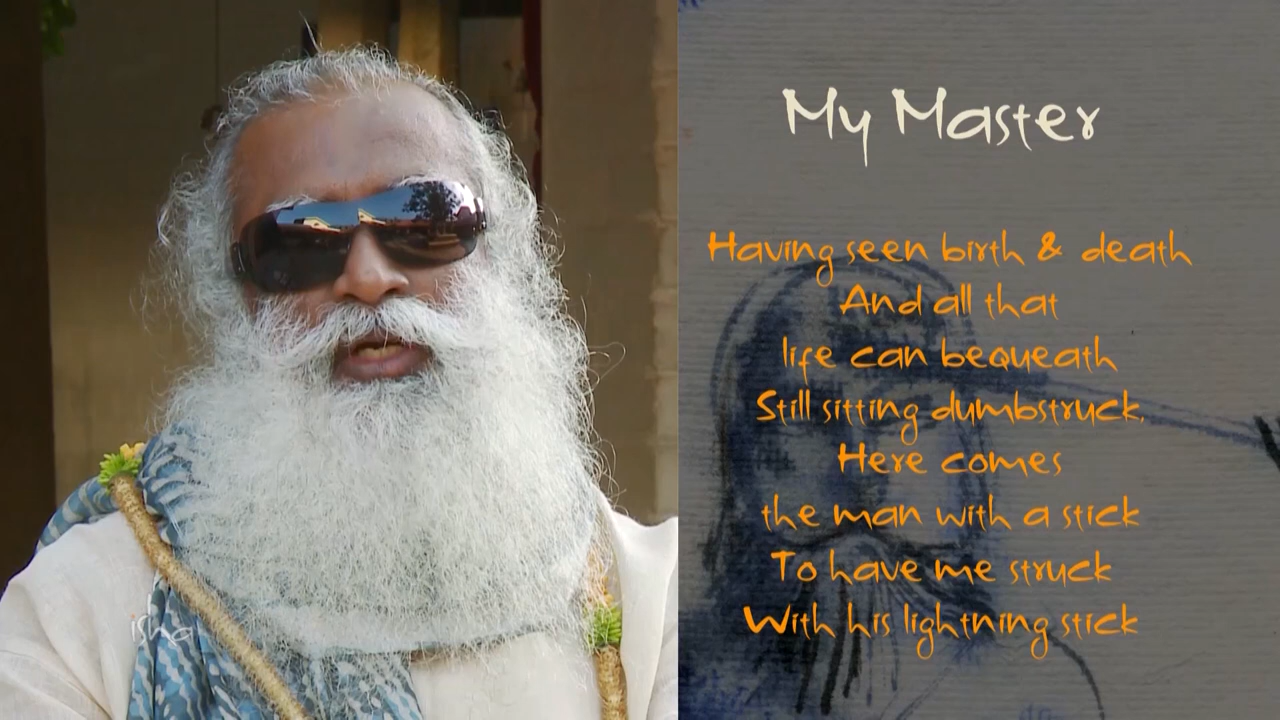 My Master
Having seen birth & death
And all that
life can bequeath
Still sitting dumbstruck,
Here comes
the man with a stick
To have me struck
With his lightning stick
isha